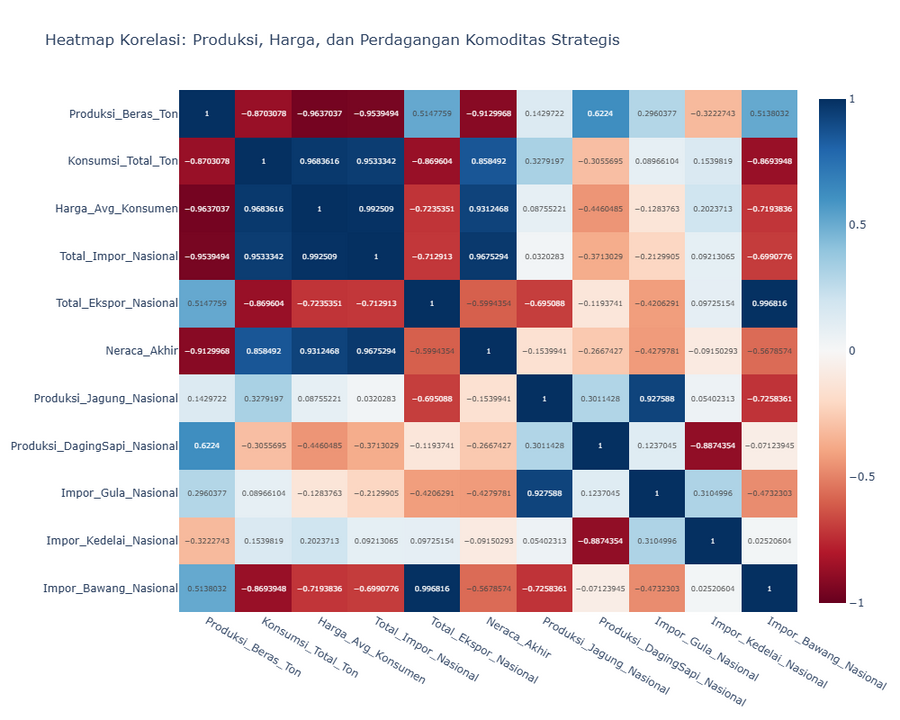 Heatmap Korelasi: Produksi, Harga, dan Perdagangan Komoditas Strategis
Produksi_Beras_Ton 1 −0.8703078 −0.9637037 −0.9539494 0.5147759 −0.9129968 0.1429722 0.6224 0.2960377 −0.3222743 0.5138032
Konsumsi_Total_Ton −0.8703078 1 0.9683616 0.9533342 −0.869604 0.858492 0.3279197 −0.3055695 0.08966104 0.1539819 −0.8693948
Harga_Avg_Konsumen −0.9637037 0.9683616 1 0.992509 −0.7235351 0.9312468 0.08755221 −0.4460485 −0.1283763 0.2023713 −0.7193836
Total_Impor_Nasional −0.9539494 0.9533342 0.992509 1 −0.712913 0.9675294 0.0320283 −0.3713029 −0.2129905 0.09213065 −0.6990776
Total_Ekspor_Nasional 0.5147759 −0.869604 −0.7235351 −0.712913 1 −0.5994354 −0.695088 −0.1193741 −0.4206291 0.09725154 0.996816
Neraca_Akhir −0.9129968 0.858492 0.9312468 0.9675294 −0.5994354 1 −0.1539941 −0.2667427 −0.4279781 −0.09150293 −0.5678574
Produksi_Jagung_Nasional 0.1429722 0.3279197 0.08755221 0.0320283 −0.695088 −0.1539941 1 0.3011428 0.927588 0.05402313 −0.7258361
Produksi_DagingSapi_Nasional 0.6224 −0.3055695 −0.4460485 −0.3713029 −0.1193741 −0.2667427 0.3011428 1 0.1237045 −0.8874354 −0.07123945
Impor_Gula_Nasional 0.2960377 0.08966104 −0.1283763 −0.2129905 −0.4206291 −0.4279781 0.927588 0.1237045 1 0.3104996 −0.4732303
Impor_Kedelai_Nasional −0.3222743 0.1539819 0.2023713 0.09213065 0.09725154 −0.09150293 0.05402313 −0.8874354 0.3104996 1 0.02520604
Impor_Bawang_Nasional 0.5138032 −0.8693948 −0.7193836 −0.6990776 0.996816 −0.5678574 −0.7258361 −0.07123945 −0.4732303 0.02520604 1
Produksi_Beras_Ton
Konsumsi_Total_Ton
Harga_Avg_Konsumen
Total_Impor_Nasional
Total_Ekspor_Nasional
Neraca_Akhir
Produksi_Jagung_Nasional
Produksi_DagingSapi_Nasional
Impor_Gula_Nasional
Impor_Kedelai_Nasional
Impor_Bawang_Nasional
1
0.5
0
−0.5
−1